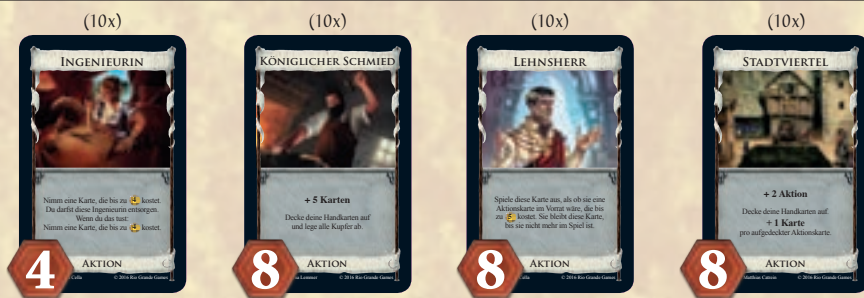 (10x)
INGENIEURIN
Nimm eine Karte, die bis zu 4 kostet.
Du darfst diese Ingenieurin entsorgen.
Wenn du das tust:
Nimm eine Karte, die bis zu 4 kostet.
4
AKTION
© 2016 Rio Grande Games
(10x)
KÖNIGLICHER SCHMIED
+ 5 Karten
Decke deine Handkarten auf
und lege alle Kupfer ab.
8
AKTION
© 2016 Rio Grande Games
(10x)
LEHNSHERR
Spiele diese Karte aus, als ob sie eine
Aktionskarte im Vorrat wäre, die bis
zu 5 kostet. Sie bleibt diese Karte,
bis sie nicht mehr im Spiel ist.
8
AKTION
© 2016 Rio Grande Games
(10x)
STADTVIERTEL
+ 2 Aktion
Decke deine Handkarten auf.
+ 1 Karte
pro aufgedeckter Aktionskarte.
8
AKTION
© 2016 Rio Grande Games